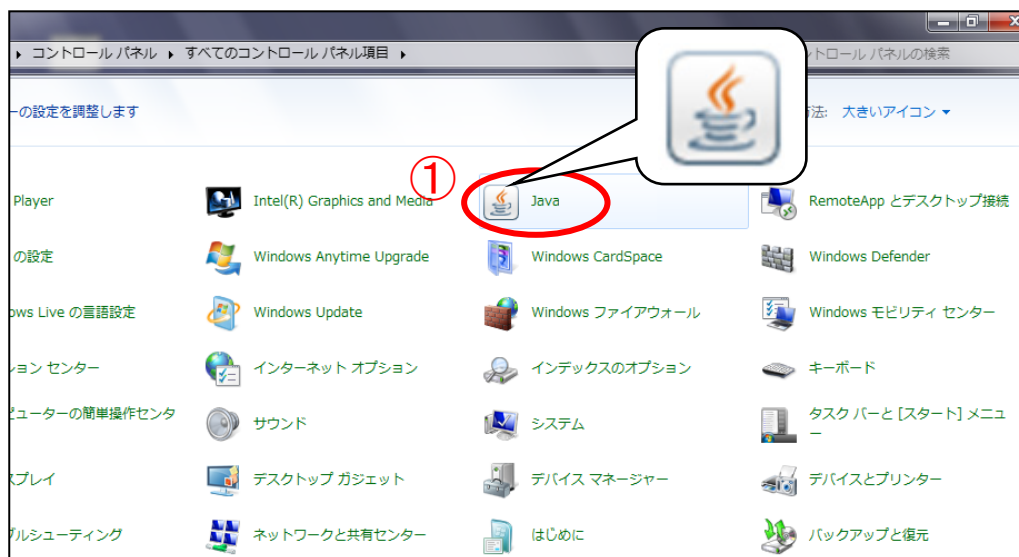 コントロール パネル ▸ すべてのコントロール パネル項目 ▸
トロール パネルの検索
ーの設定を調整します
方法: 大きいアイコン
①
Player
Intel(R) Graphics and Media
Java
RemoteApp とデスクトップ接続
の設定
Windows Anytime Upgrade
Windows CardSpace
Windows Defender
ows Live の言語設定
Windows Update
Windows ファイアウォール
Windows モビリティ センター
ション センター
インターネット オプション
インデックスのオプション
キーボード
ピューターの簡単操作センタ
サウンド
システム
タスク バーと [スタート] メニュ
ー
スプレイ
デスクトップ ガジェット
デバイス マネージャー
デバイスとプリンター
ブルシューティング
ネットワークと共有センター
はじめに
バックアップと復元